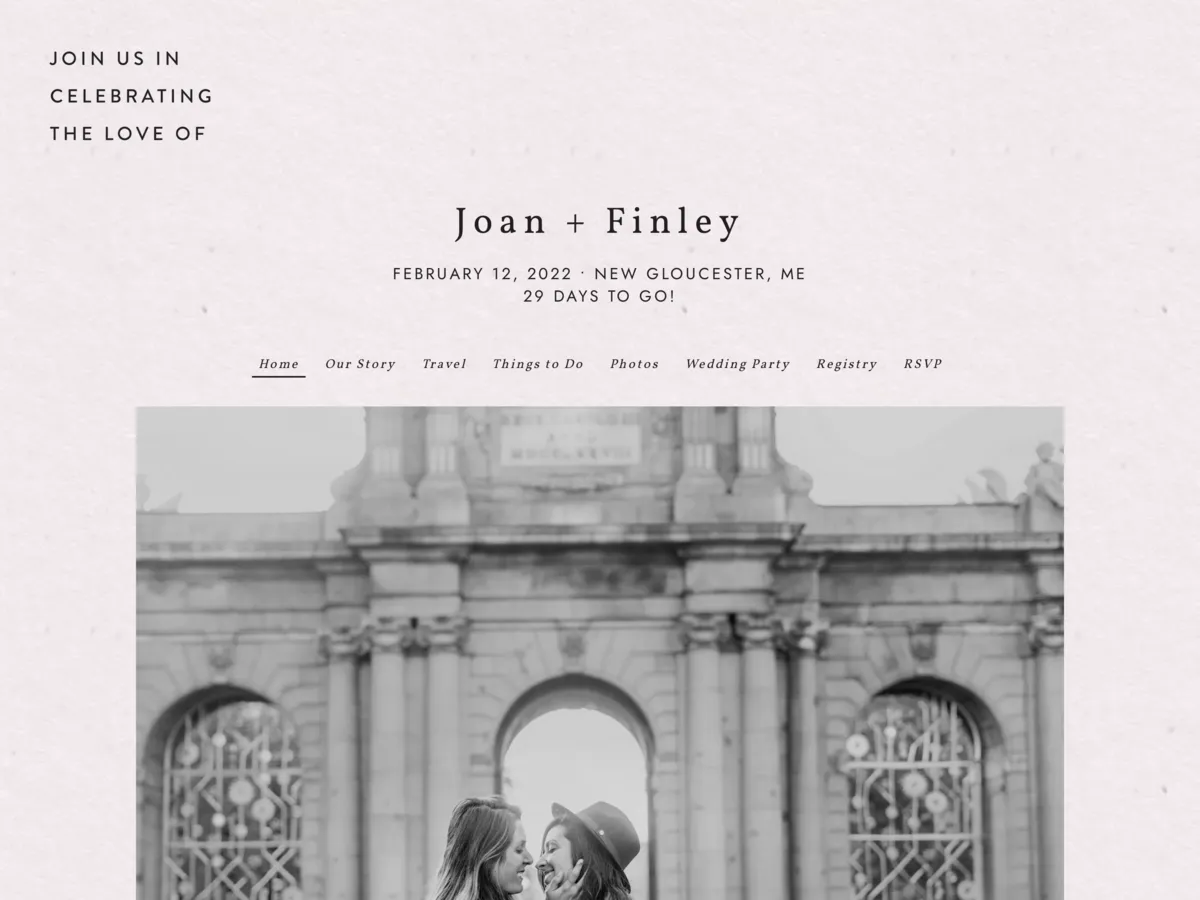 JOIN US IN
CELEBRATING
THE LOVE OF
Joan + Finley
FEBRUARY 12, 2022 · NEW GLOUCESTER, ME
29 DAYS TO GO!
Home Our Story Travel Things to Do Photos Wedding Party Registry RSVP